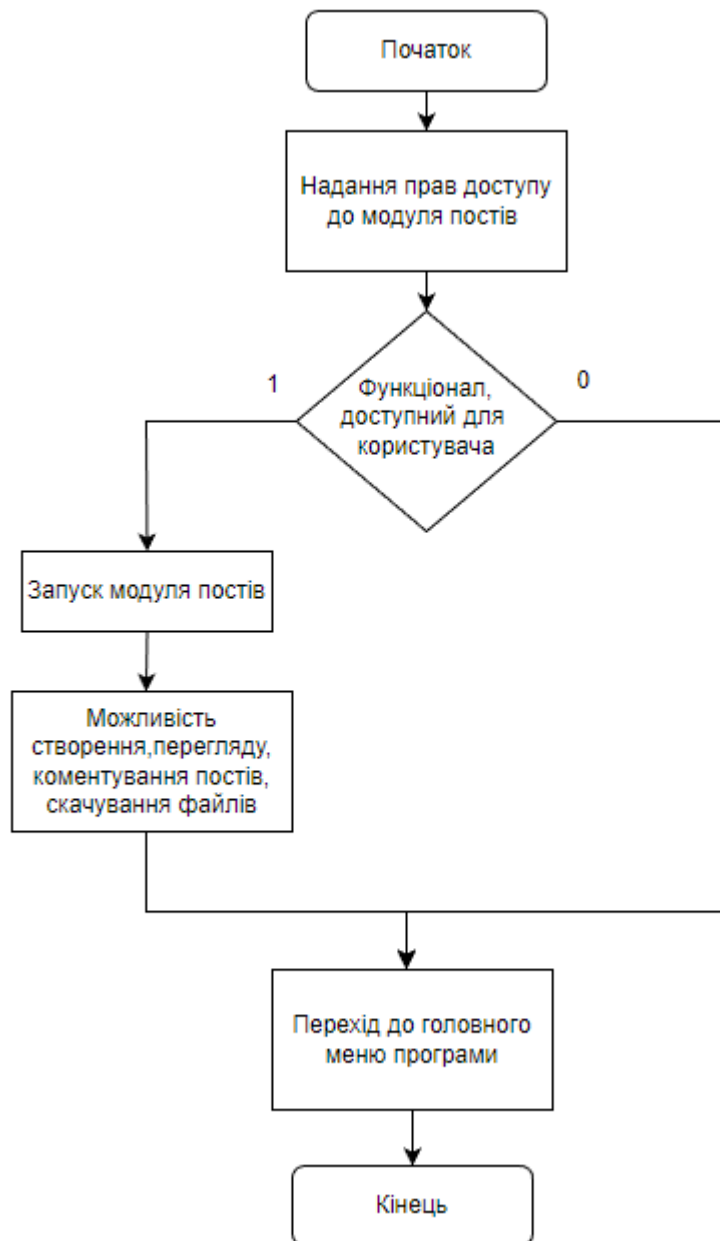 Початок
Надання прав доступу
до модуля постів
1
0
Функціонал,
доступний для
користувача
Запуск модуля постів
Можливість
створення,перегляду,
коментування постів,
скачування файлів
Перехід до головного
меню програми
Кінець